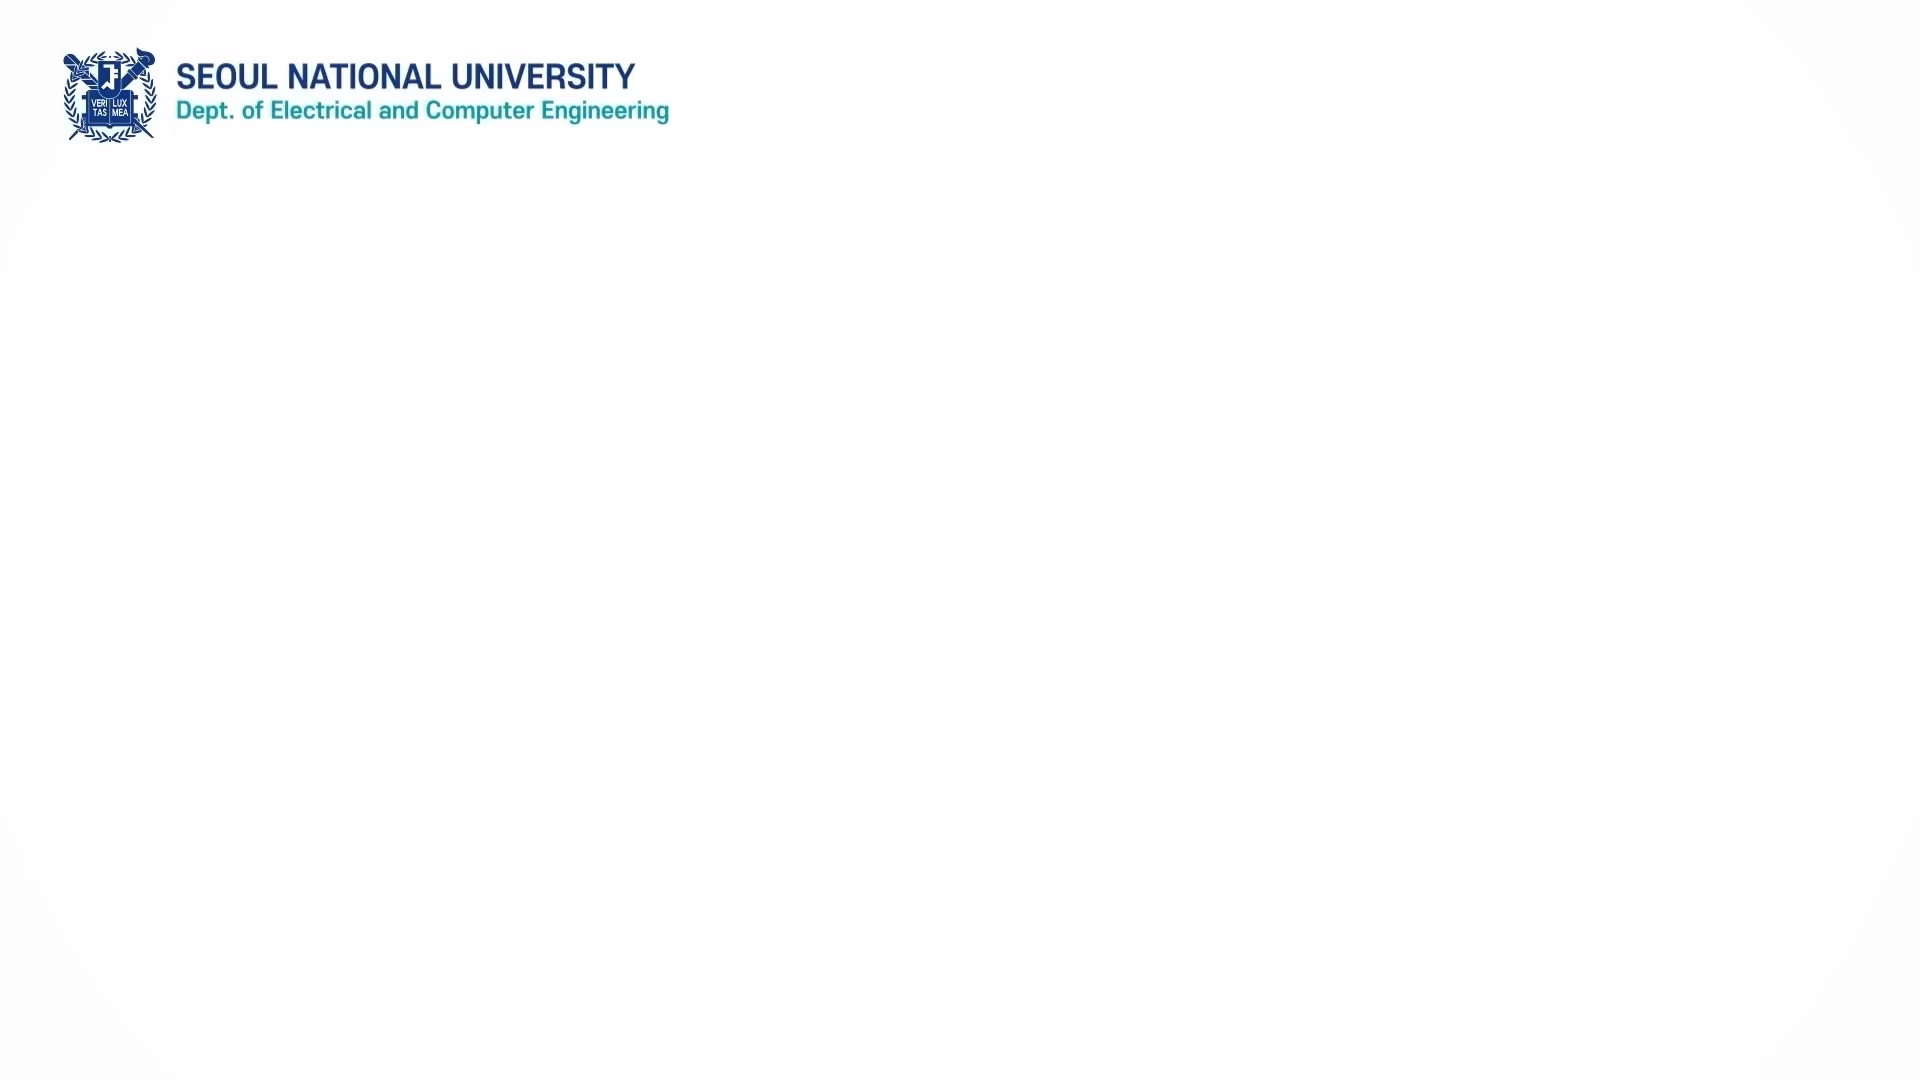 SEOUL NATIONAL UNIVERSITY
Dept. of Electrical and Computer Engineering
VERI LUX
TAS MEA